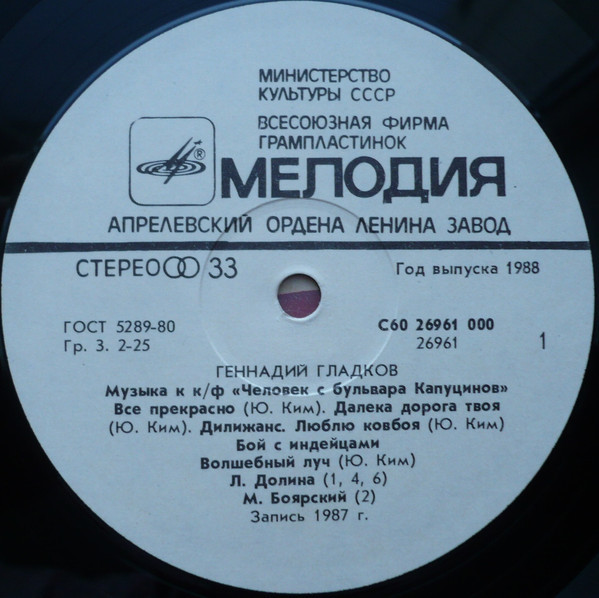 МИНИСТЕРСТВО
КУЛЬТУРЫ СССР
ВСЕСОЮЗНАЯ ФИРМА
ГРАМПЛАСТИНОК
®
МЕЛОДИЯ
АПРЕЛЕВСКИЙ ОРДЕНА ЛЕНИНА ЗАВОД
СТЕРЕО 33
Год выпуска 1988
ГОСТ 5289-80
Гр. 3. 2-25
С60 26961 000
26961
1
ГЕННАДИЙ ГЛАДКОВ
Музыка к к/ф «Человек с бульвара Капуцинов»
Все прекрасно (Ю. Ким). Далека дорога твоя
(Ю. Ким). Дилижанс. Люблю ковбоя (Ю. Ким)
Бой с индейцами
Волшебный луч (Ю. Ким)
Л. Долина (1, 4, 6)
М. Боярский (2)
Запись 1987 г.